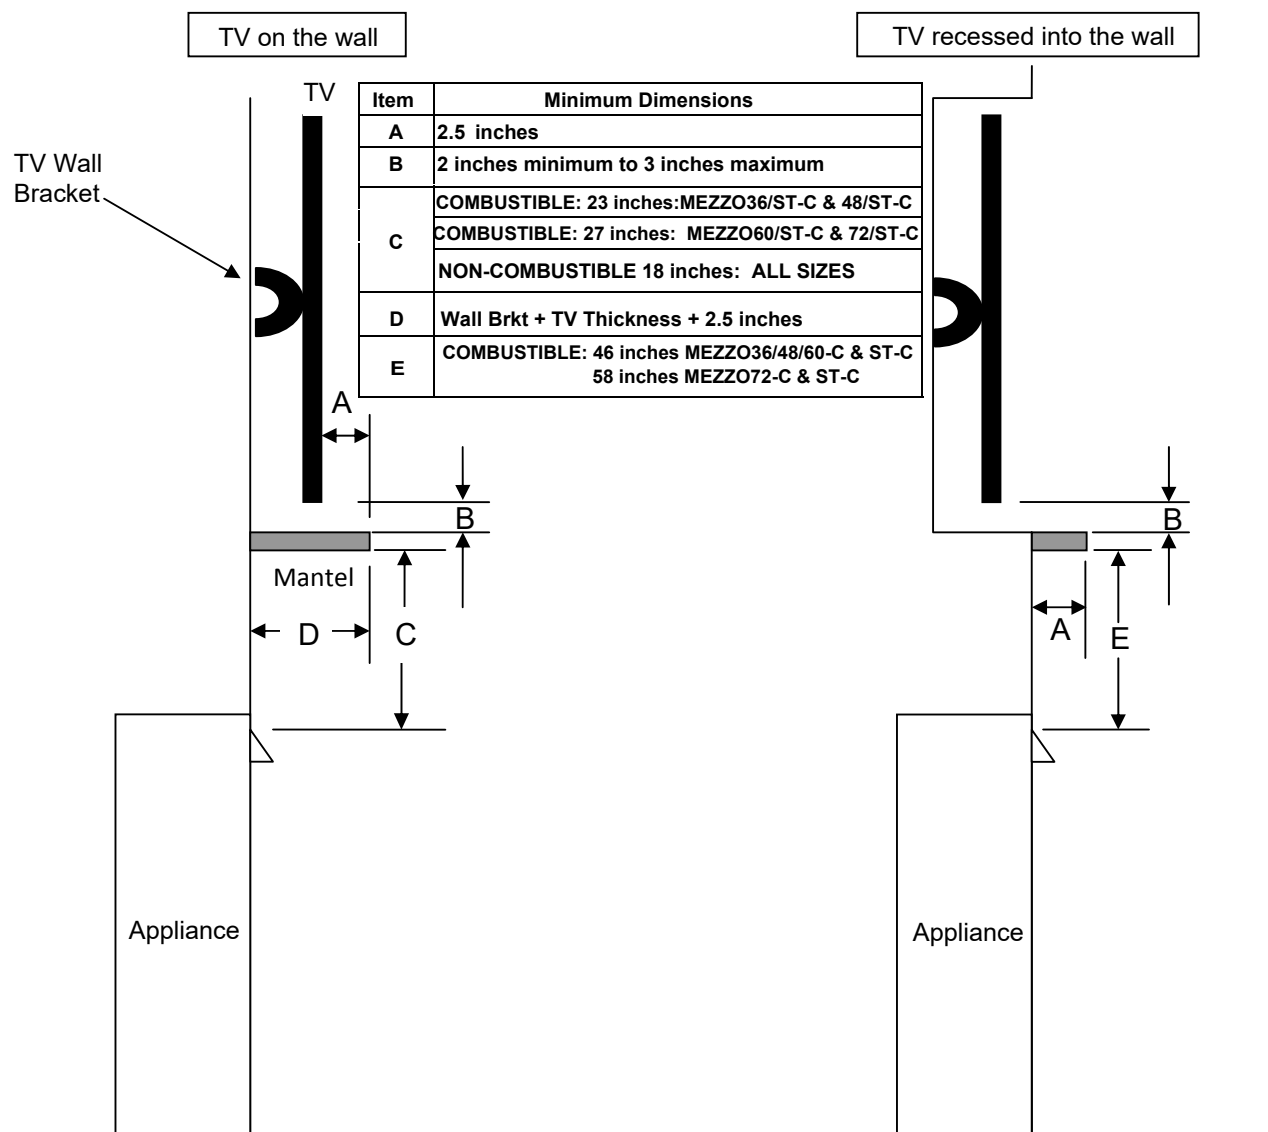 TV on the wall
TV recessed into the wall
TV
TV Wall
Bracket
Item Minimum Dimensions
A 2.5 inches
B 2 inches minimum to 3 inches maximum
C
COMBUSTIBLE: 23 inches:MEZZO36/ST-C & 48/ST-C
COMBUSTIBLE: 27 inches: MEZZO60/ST-C & 72/ST-C
NON-COMBUSTIBLE 18 inches: ALL SIZES
D Wall Brkt + TV Thickness + 2.5 inches
E COMBUSTIBLE: 46 inches MEZZO36/48/60-C & ST-C
58 inches MEZZO72-C & ST-C
A
B
Mantel
D
C
B
A
E
Appliance
Appliance